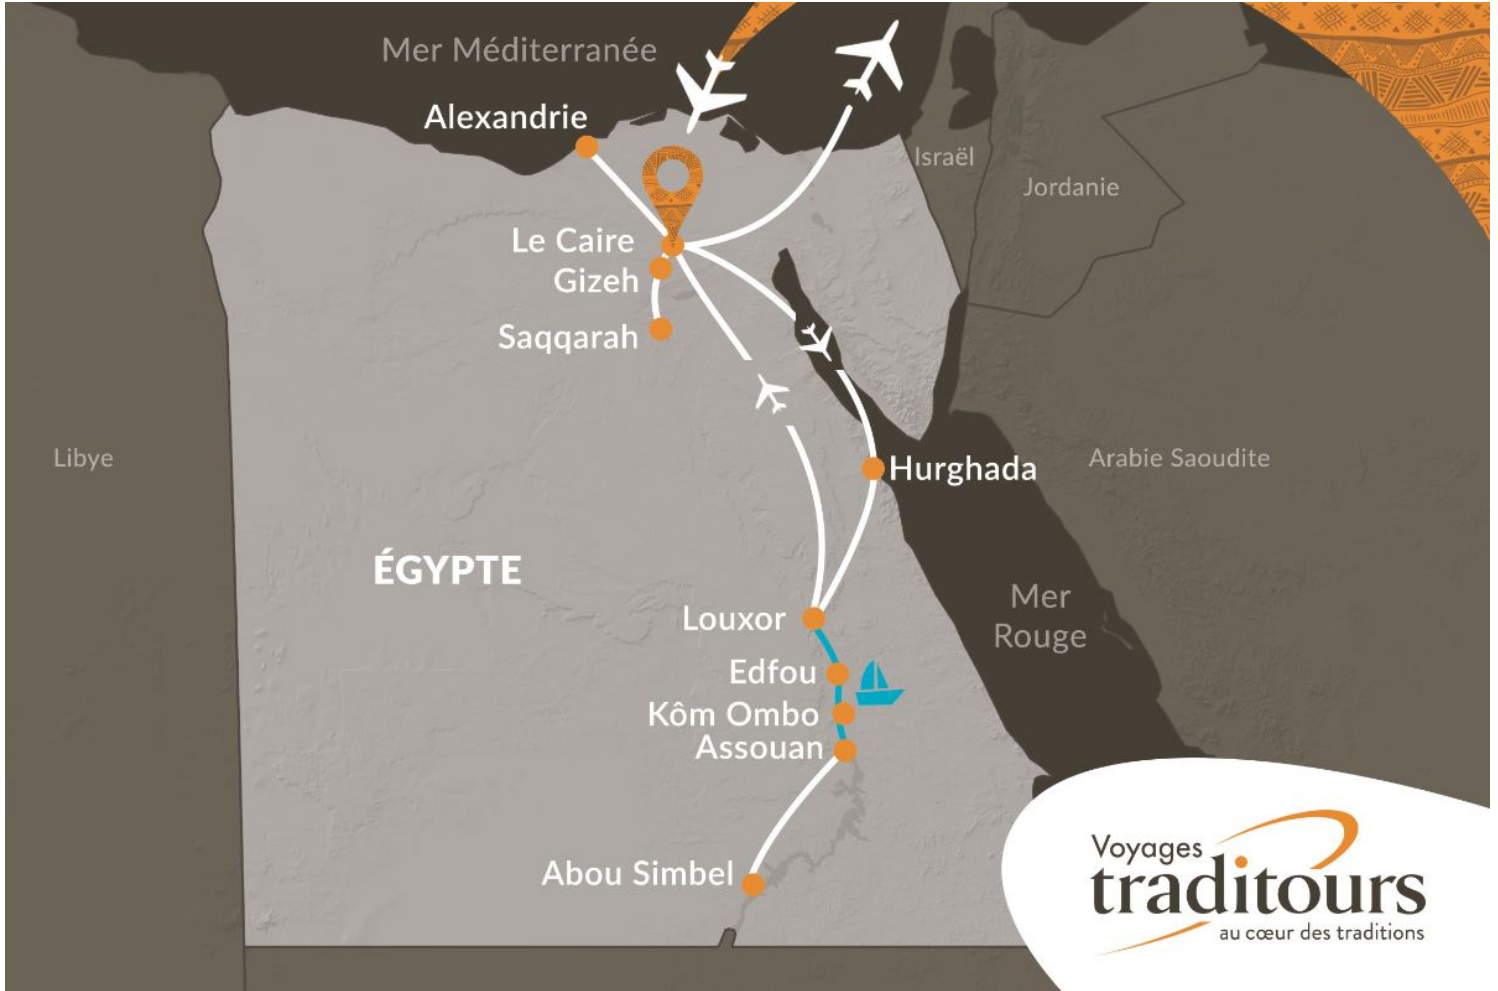 Mer Méditerranée
Alexandrie
Israël
Jordanie
Le Caire
Gizeh
Saqqarah
Libye
Hurghada
Arabie Saoudite
ÉGYPTE
Mer
Rouge
Louxor
Edfou
Kôm Ombo
Assouan
Abou Simbel
Voyages
traditours
au cœur des traditions